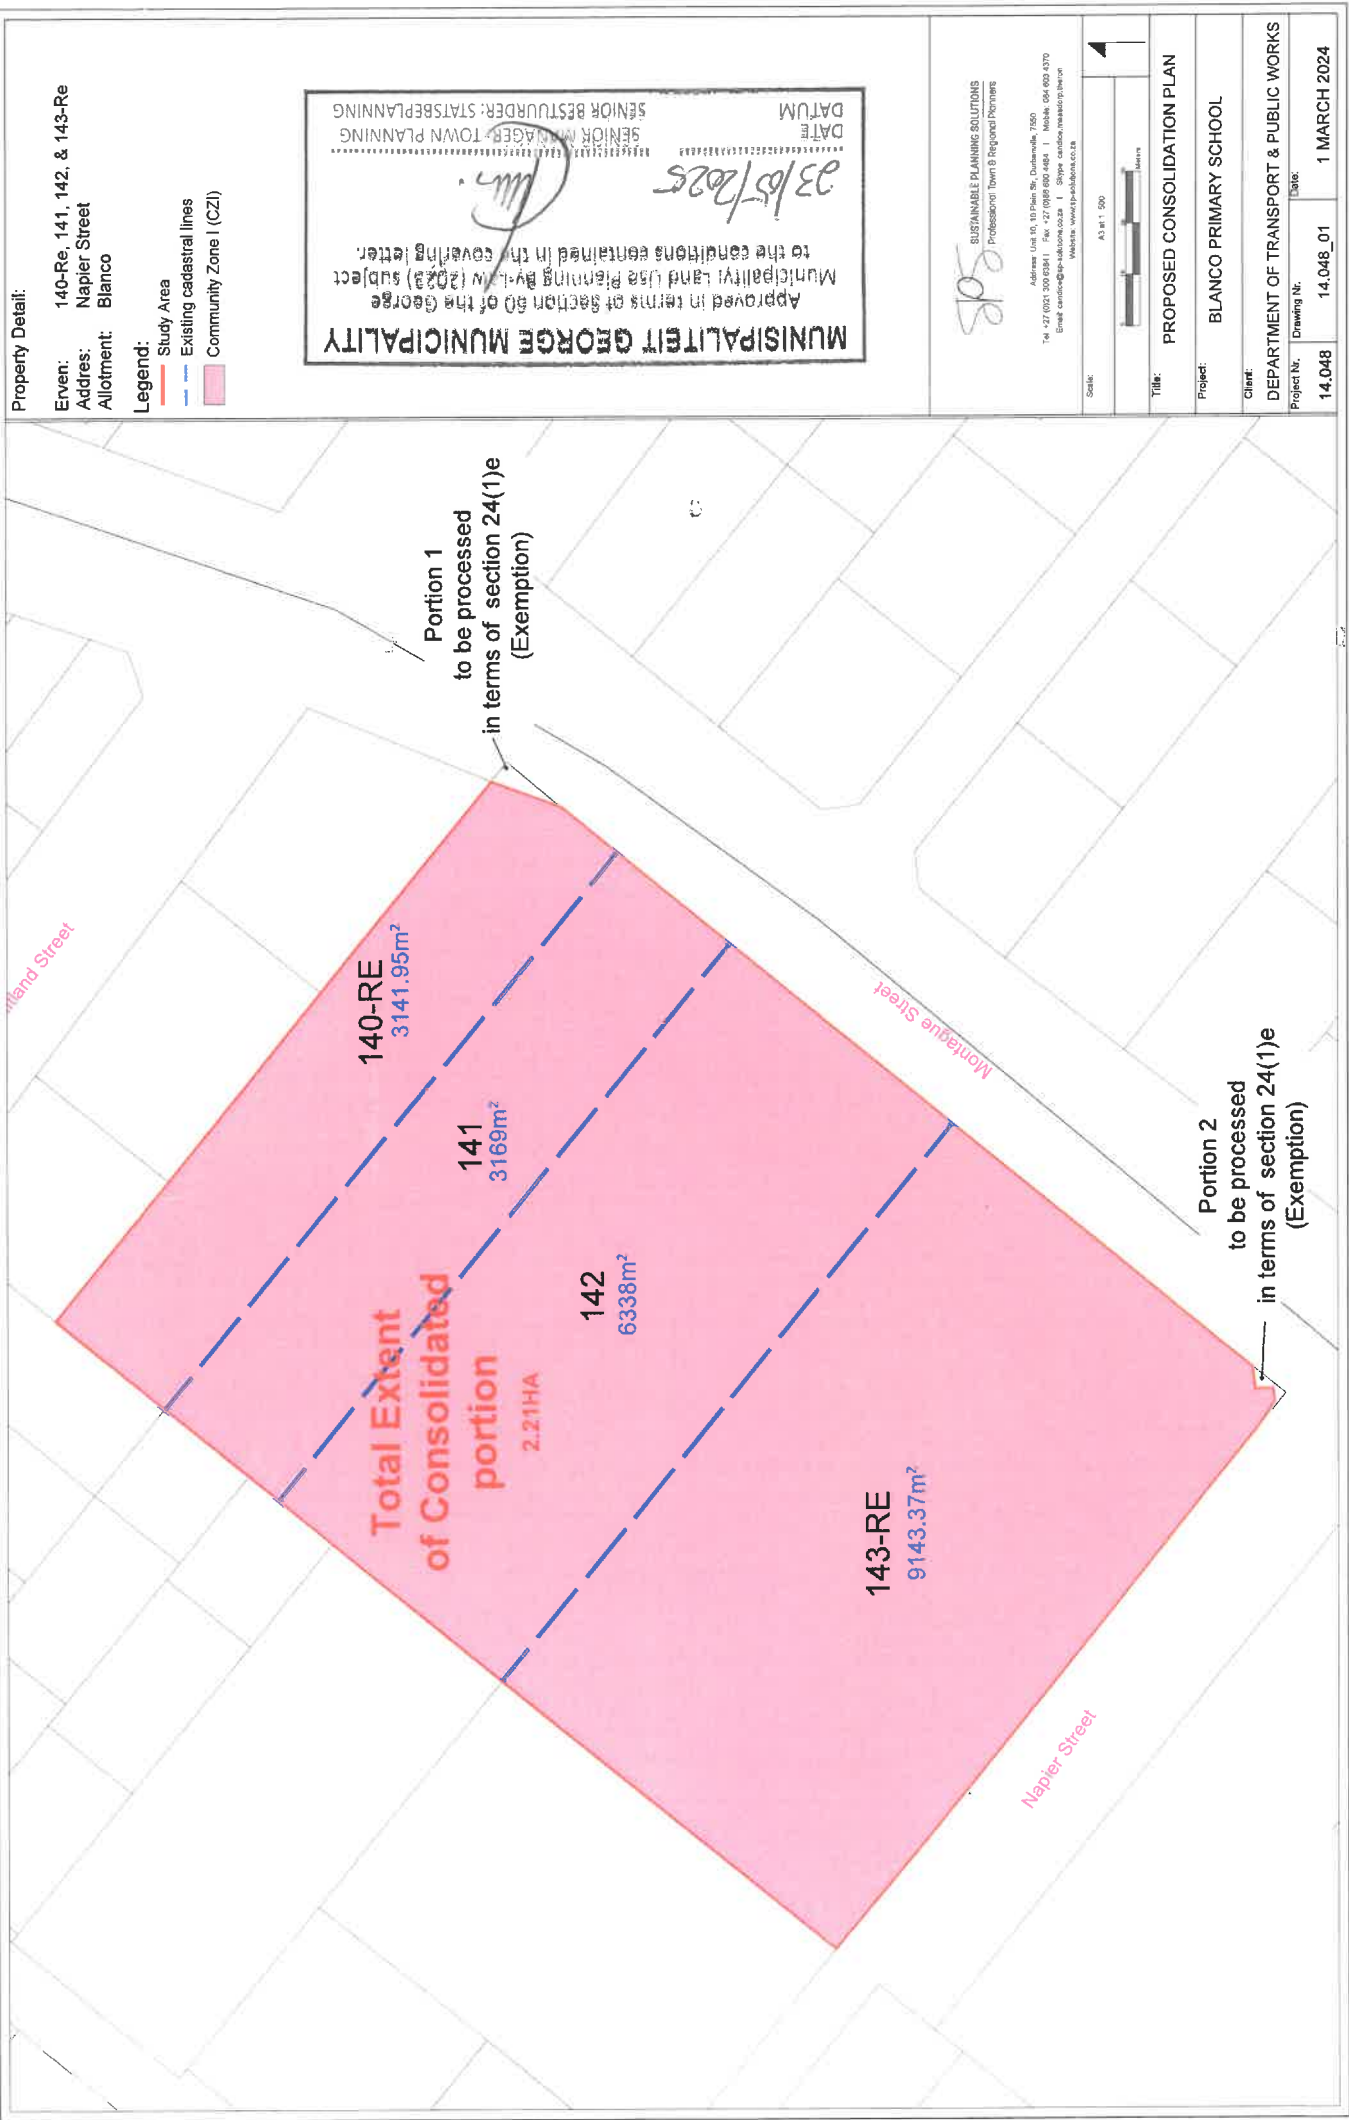 Property Detail:
Erven: 140-Re, 141, 142, & 143-Re
Addres: Napier Street
Allotment: Blanco
Legend:
Study Area
Existing cadastral lines
Community Zone I (CZI)
MUNISIPALITEIT GEORGE MUNICIPALITY
Approved in terms of section 60 of the George
Municipality: Land Use Planning By-Law (2023) subject
to the conditions contained in the covering letter.
23/05/2025
SENIOR MANAGER: TOWN PLANNING
SENIOR BESTUURDER: STATSBEPLANNING
DATE
DATUM
SUSTAINABLE PLANNING SOLUTIONS
Professional Town & Regional Planners
Scale:
A3 at 1: 500
Meters
Title:
PROPOSED CONSOLIDATION PLAN
Project:
BLANCO PRIMARY SCHOOL
Client:
DEPARTMENT OF TRANSPORT & PUBLIC WORKS
Project Nr. Drawing Nr. Date:
14.048 14.048_01 1 MARCH 2024
Portion 1
to be processed
in terms of section 24(1)e
(Exemption)
140-RE
3141.95m²
141
3169m²
142
6338m²
143-RE
9143.37m²
Total Extent
of Consolidated
portion
2.21HA
Montague Street
Napier Street
Street
Portion 2
to be processed
in terms of section 24(1)e
(Exemption)